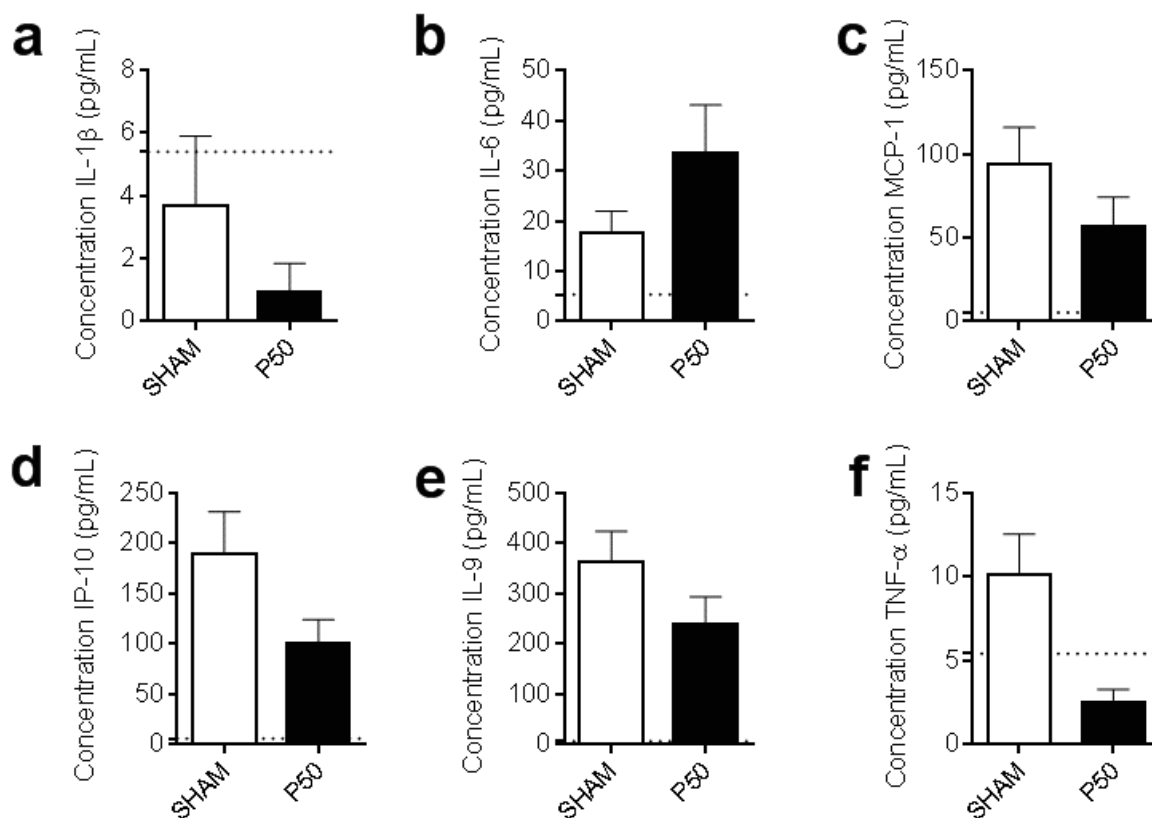 a
Concentration IL-1β (pg/mL)
8
6
4
2
0
SHAM
P50
b
Concentration IL-6 (pg/mL)
50
40
30
20
10
0
SHAM
P50
c
Concentration MCP-1 (pg/mL)
150
100
50
0
SHAM
P50
d
Concentration IP-10 (pg/mL)
250
200
150
100
50
0
SHAM
P50
e
Concentration IL-9 (pg/mL)
500
400
300
200
100
0
SHAM
P50
f
Concentration TNF-α (pg/mL)
15
10
5
0
SHAM
P50